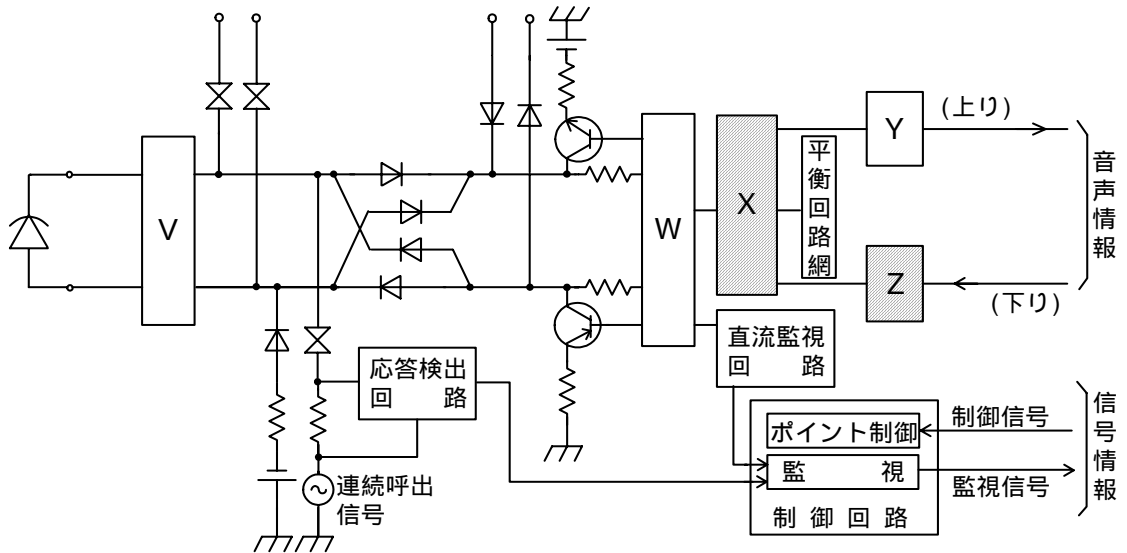 V
W
X
Y
Z
(上り)
(下り)
平衡回路網
音声情報
直流監視
回路
応答検出
回路
連続呼出
信号
ポイント制御
監視
制御回路
制御信号
監視信号
信号情報